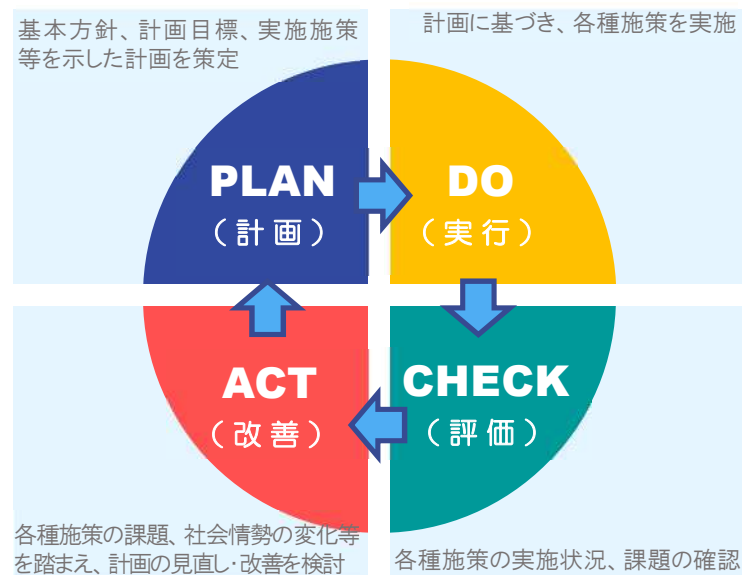 基本方針、計画目標、実施施策
等を示した計画を策定
計画に基づき、各種施策を実施
PLAN
（計画）
DO
（実行）
ACT
（改善）
CHECK
（評価）
各種施策の課題、社会情勢の変化等
を踏まえ、計画の見直し・改善を検討
各種施策の実施状況、課題の確認